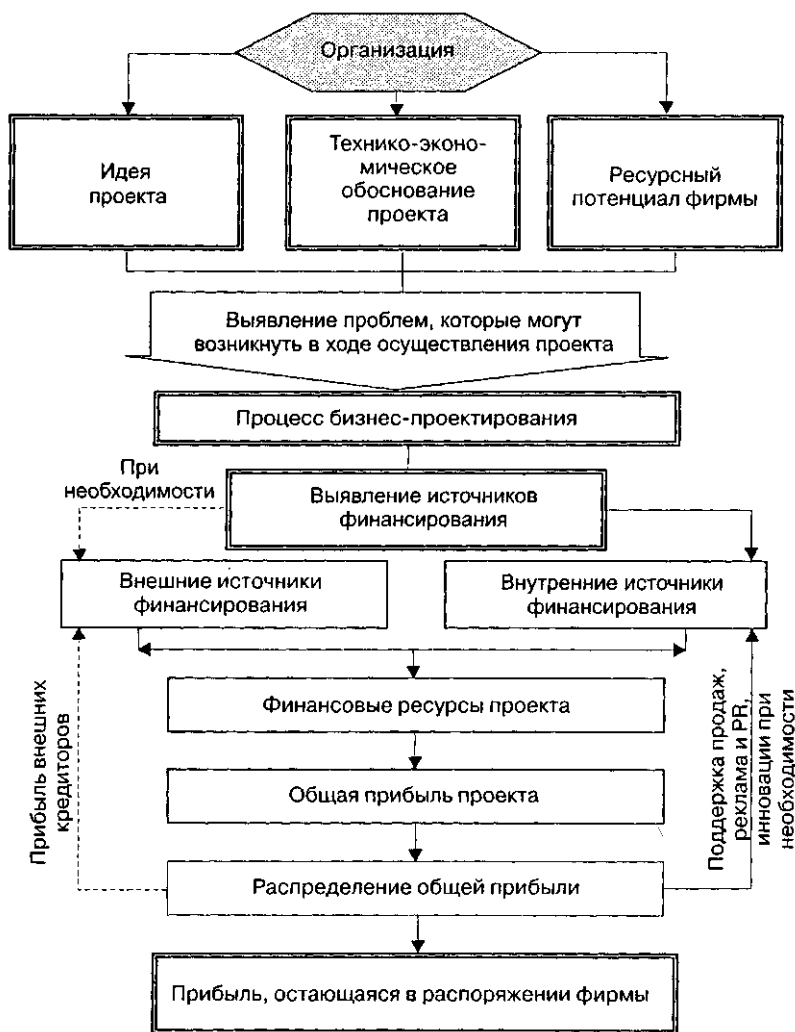 Организация
Идея
проекта
Технико-эконо-
мическое
обоснование
проекта
Ресурсный
потенциал фирмы
Выявление проблем, которые могут
возникнуть в ходе осуществления проекта
Процесс бизнес-проектирования
При
необходимости
Выявление источников
финансирования
Внешние источники
финансирования
Внутренние источники
финансирования
Финансовые ресурсы проекта
Общая прибыль проекта
Распределение общей прибыли
Прибыль внешних
кредиторов
Поддержка продаж,
реклама и PR,
инновации при
необходимости
Прибыль, остающаяся в распоряжении фирмы